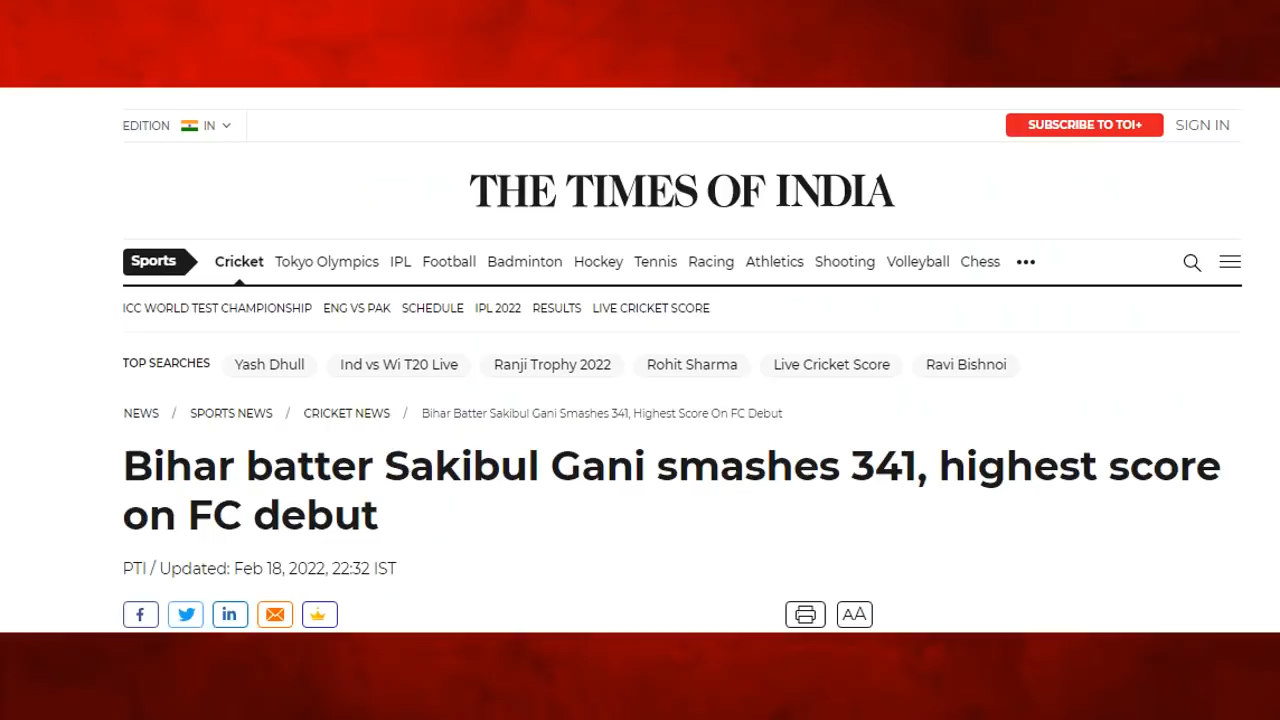 EDITION IN SUBSCRIBE TO TOI+ SIGN IN
THE TIMES OF INDIA
Sports Cricket Tokyo Olympics IPL Football Badminton Hockey Tennis Racing Athletics Shooting Volleyball Chess •••
ICC WORLD TEST CHAMPIONSHIP ENG VS PAK SCHEDULE IPL 2022 RESULTS LIVE CRICKET SCORE
TOP SEARCHES Yash Dhull Ind vs Wi T20 Live Ranji Trophy 2022 Rohit Sharma Live Cricket Score Ravi Bishnoi
NEWS / SPORTS NEWS / CRICKET NEWS / Bihar Batter Sakibul Gani Smashes 341, Highest Score On FC Debut
Bihar batter Sakibul Gani smashes 341, highest score
on FC debut
PTI / Updated: Feb 18, 2022, 22:32 IST
f in AA